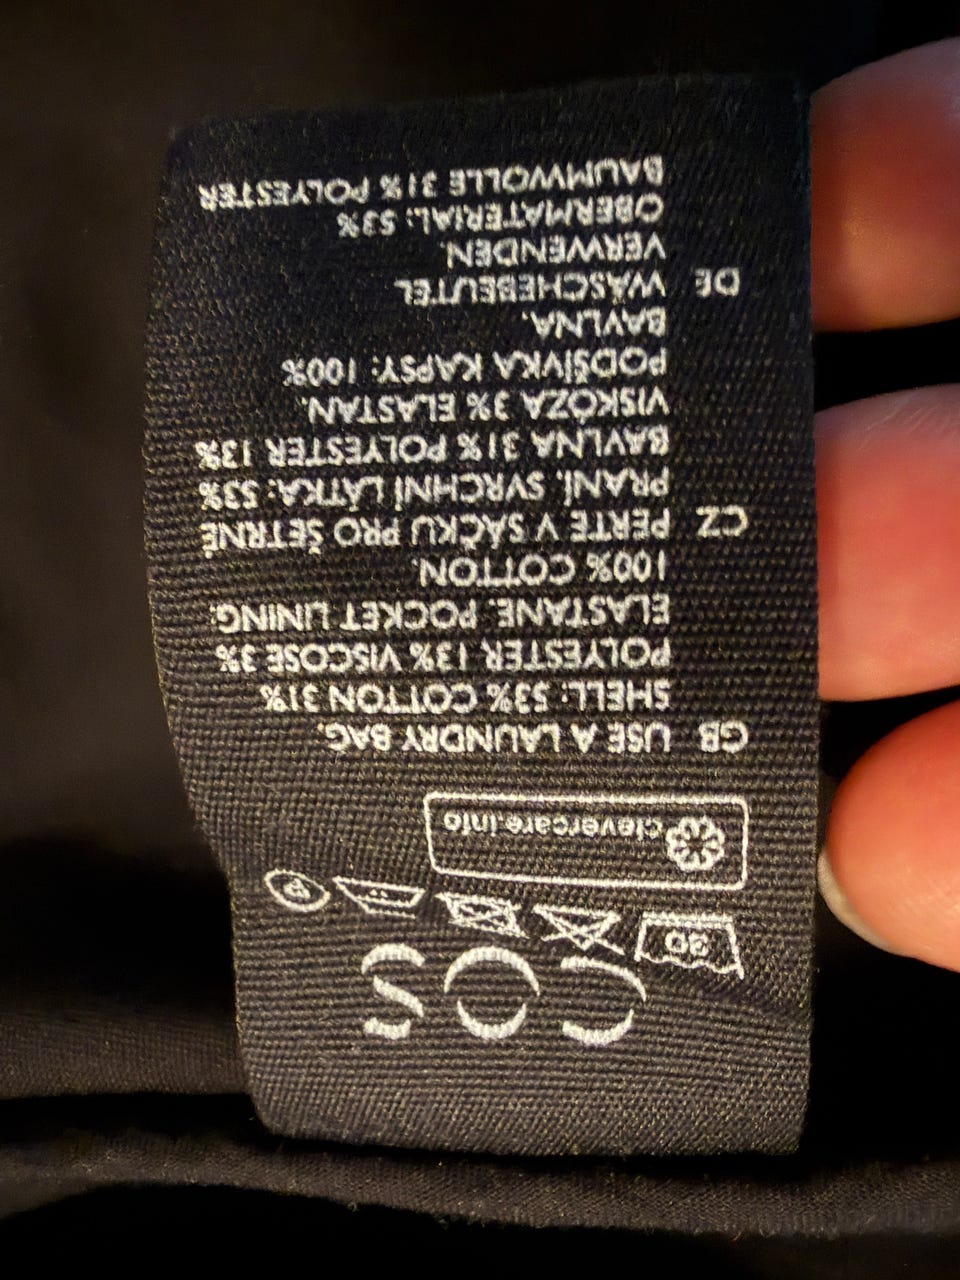 COS
30
P
clevercare.info
GB USE A LAUNDRY BAG.
SHELL: 53% COTTON 31%
POLYESTER 13% VISCOSE 3%
ELASTANE. POCKET LINING:
100% COTTON.
CZ PERTE V SÁČKU PRO ŠETRNÉ
PRANÍ. SVRCHNÍ LÁTKA: 53%
BAVLNA 31% POLYESTER 13%
VISKÓZA 3% ELASTAN.
PODŠÍVKA KAPSY: 100%
BAVLNA.
DE WÄSCHEBEUTEL
VERWENDEN.
OBERMATERIAL: 53%
BAUMWOLLE 31% POLYESTER